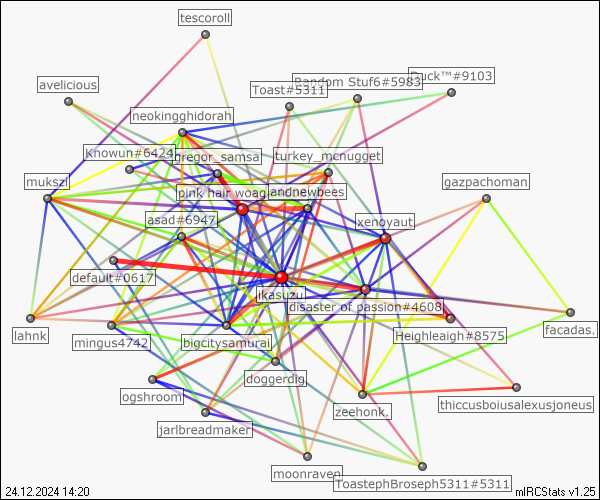 tescoroll
Duck™#9103
Random Stuf6#5983
avelicious
Toast#5311
neokingghidorah
Knowun#6424
gregor_samsa
turkey_mcnugget
mukszi
pink hair woag
andnewbees
gazpachoman
asad#6947
xenoyaut
default#0617
jikasuzu
disaster of passion#4608
lahnk
mingus4742
bigcitysamurai
Heighleigh#8575
facadas.
doggerdig
ogshroom
zeehonk.
thiccusboiusalexusjoneus
jarlbreadmaker
moonraven
ToastephBroseph5311#5311
24.12.2024 14:20
mIRCStats v1.25